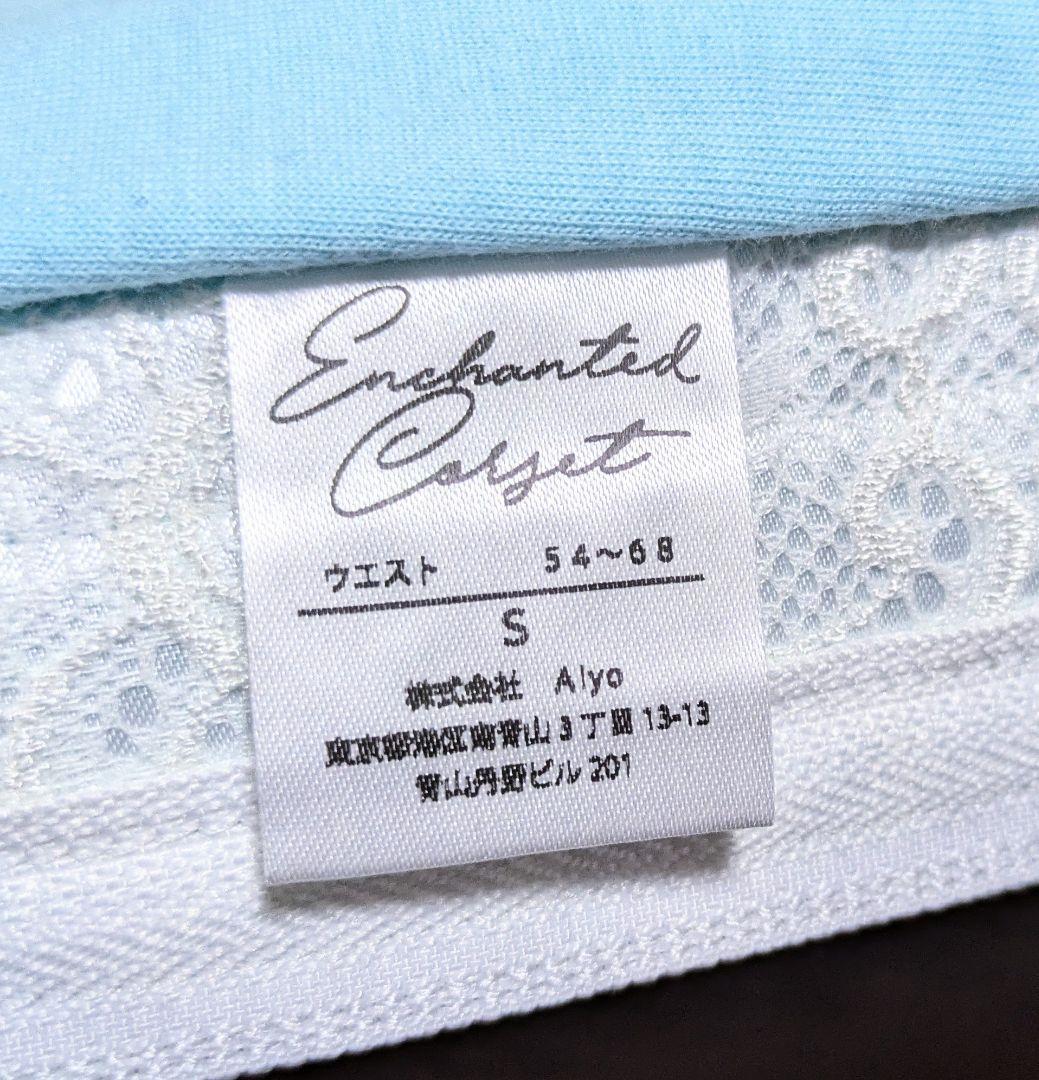 Enchanted
Corset
ウエスト 54～68
S
株式会社 Alyo
東京都港区南青山3丁目13-13
青山丹野ビル201